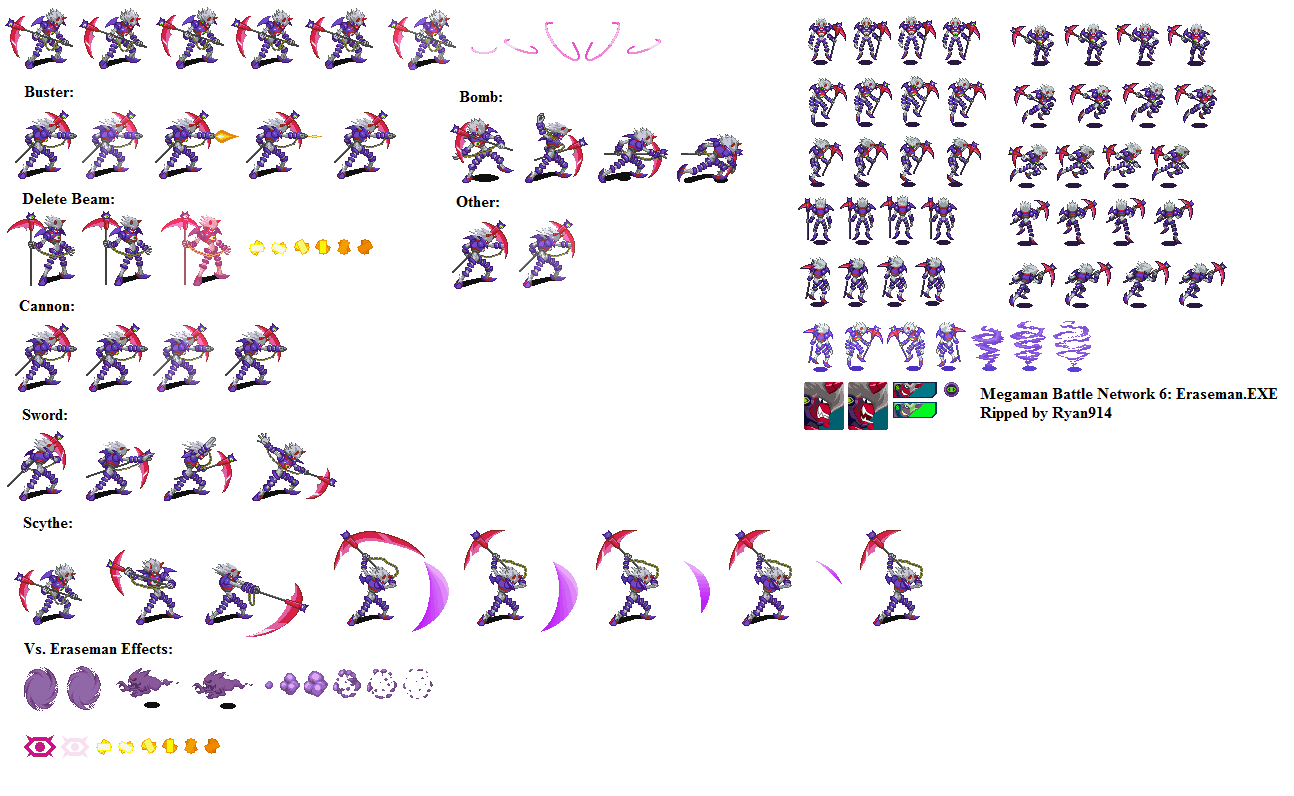 Buster:
Bomb:
Delete Beam:
Other:
Cannon:
Sword:
Megaman Battle Network 6: Eraseman.EXE
Ripped by Ryan914
Scythe:
Vs. Eraseman Effects: